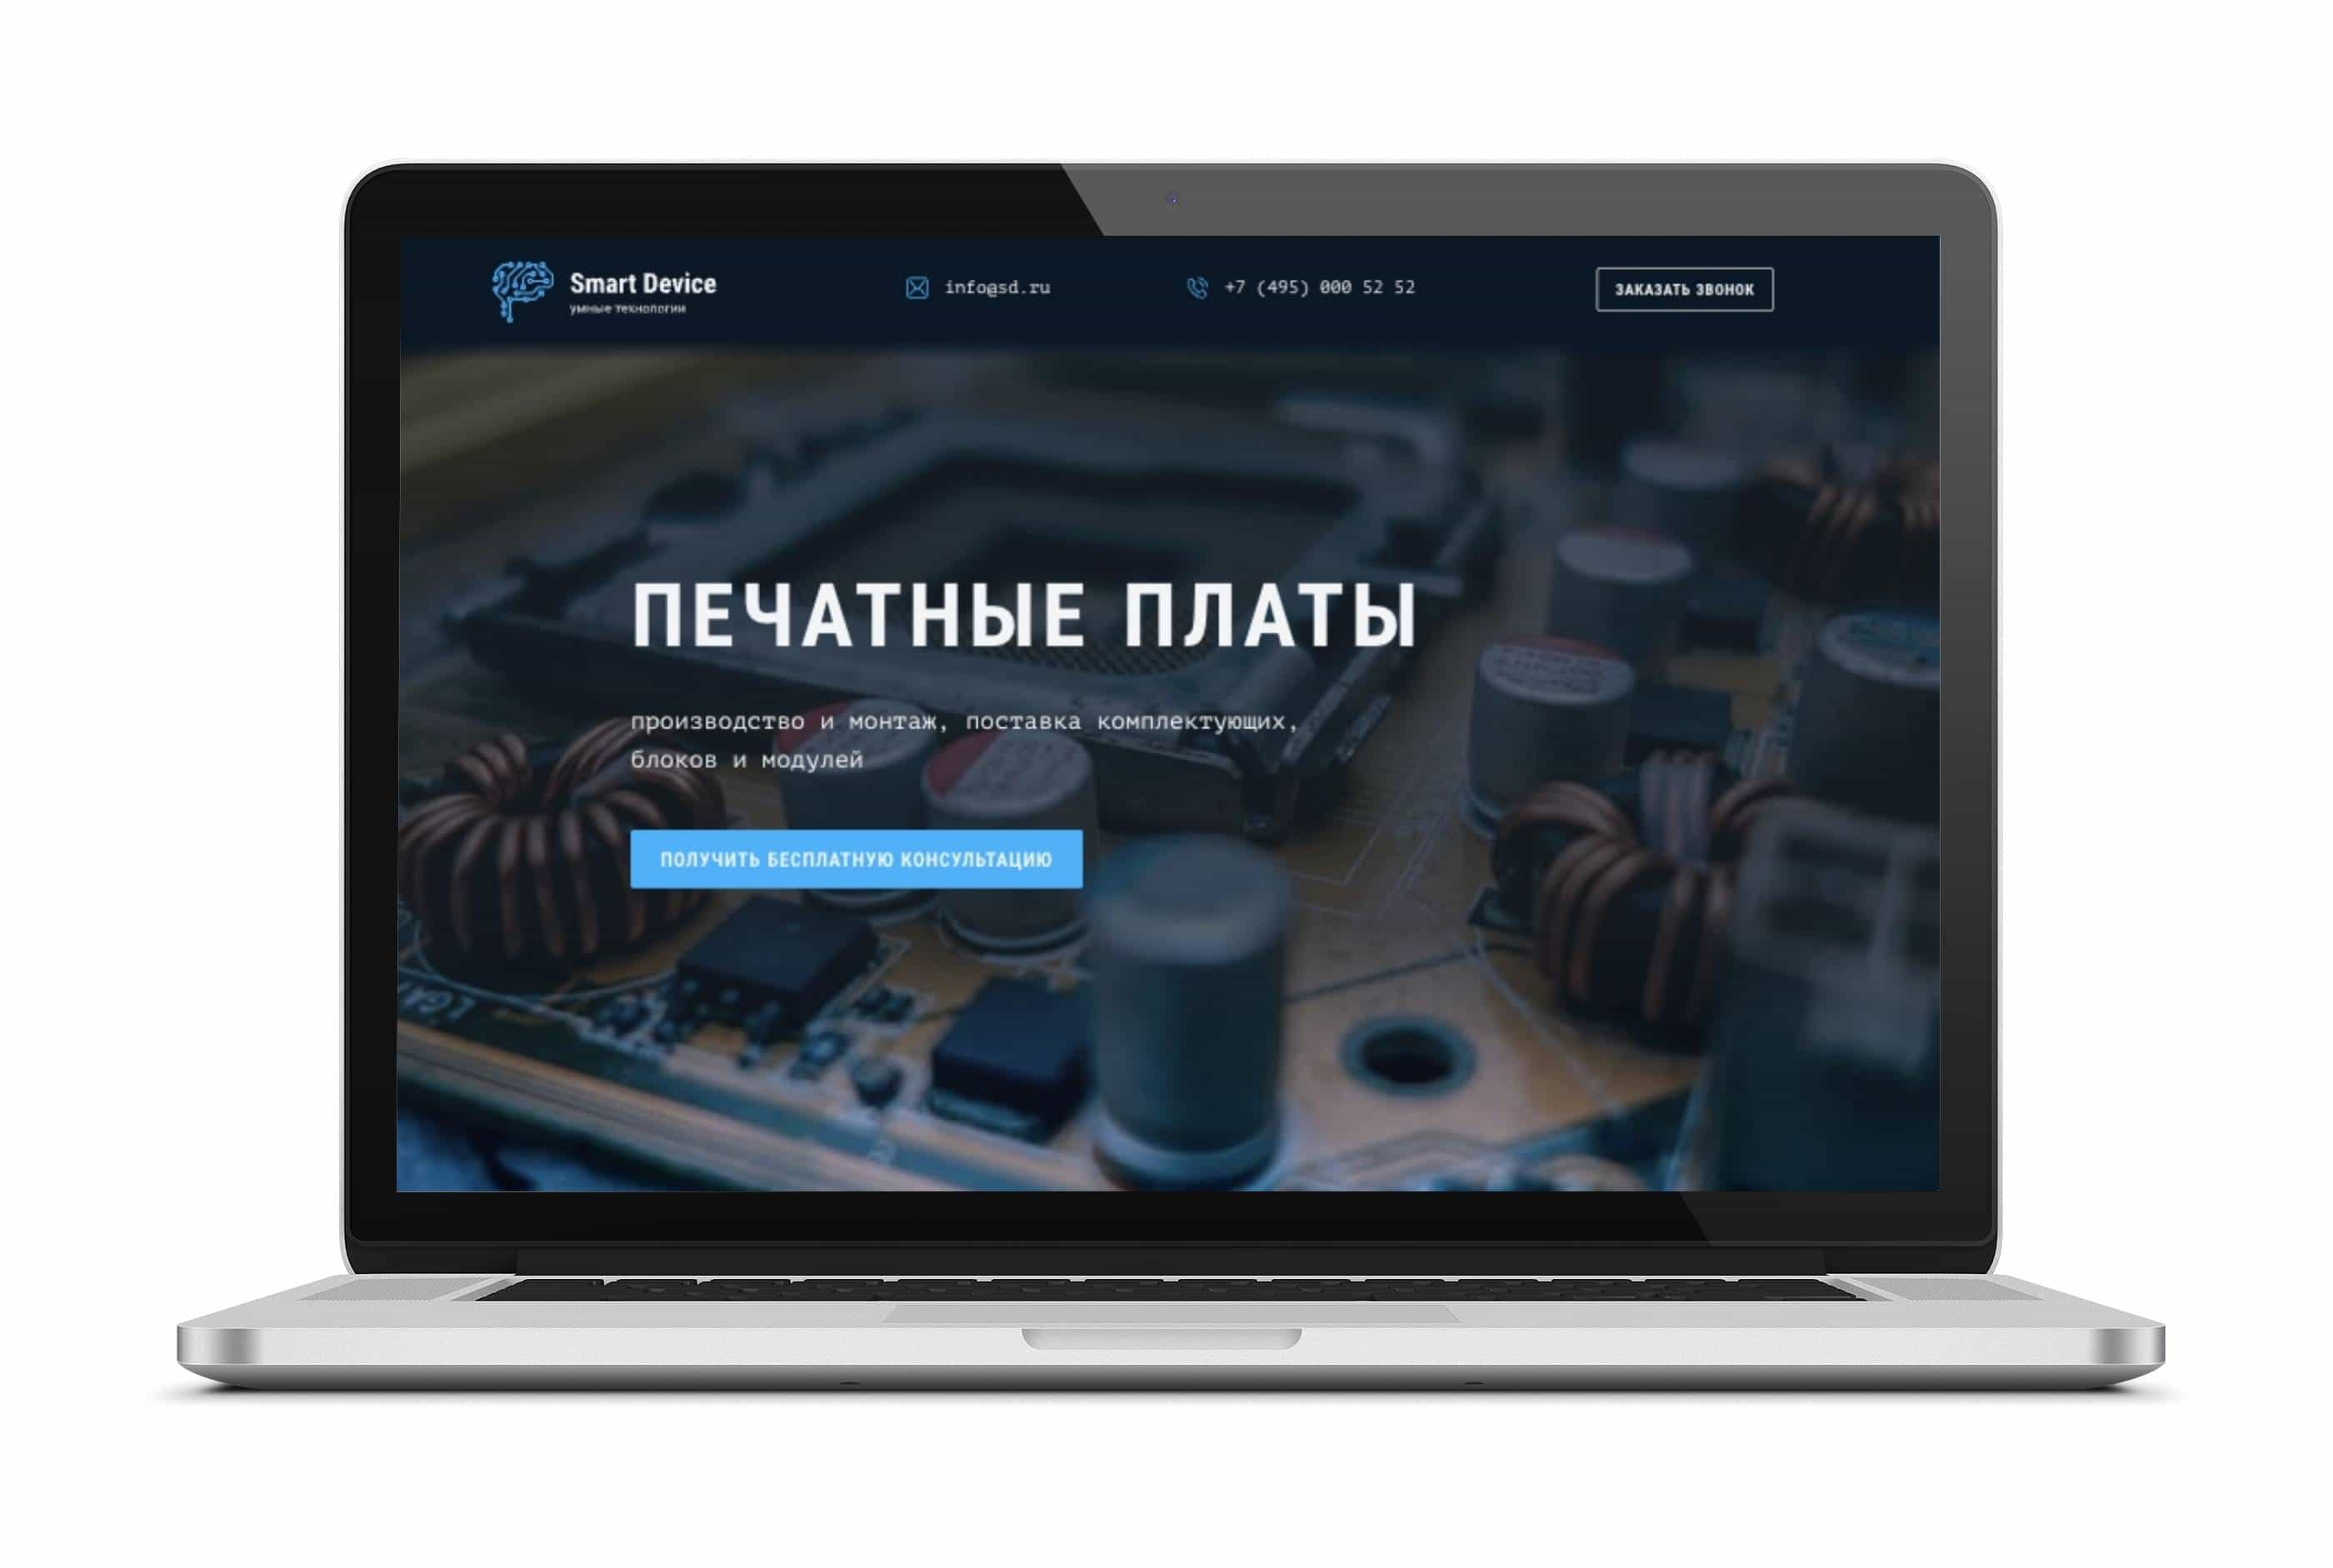 Smart Device
умные технологии
info@sd.ru
+7 (495) 000 52 52
ЗАКАЗАТЬ ЗВОНОК
ПЕЧАТНЫЕ ПЛАТЫ
производство и монтаж, поставка комплектующих,
блоков и модулей
ПОЛУЧИТЬ БЕСПЛАТНУЮ КОНСУЛЬТАЦИЮ
LGA